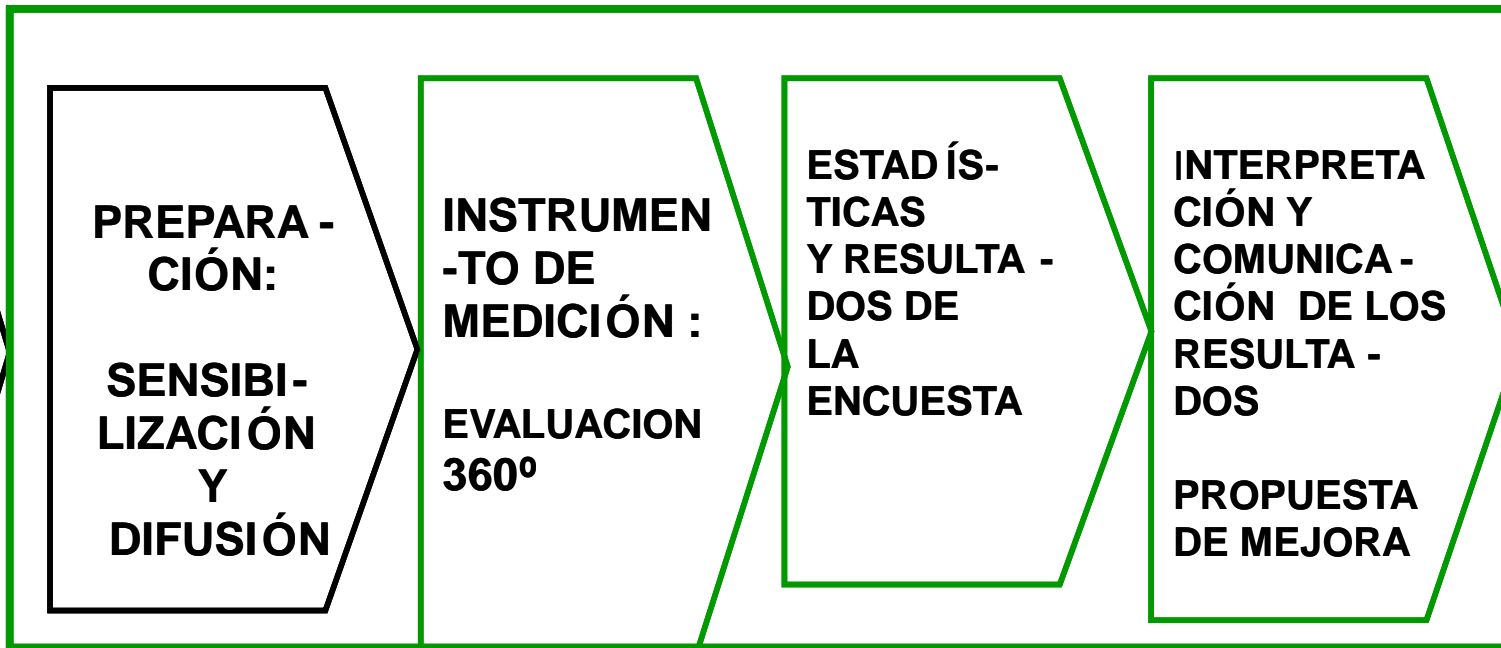 PREPARA -
CIÓN:
SENSIBI-
LIZACIÓN
Y
DIFUSIÓN
INSTRUMEN
-TO DE
MEDICIÓN :
EVALUACION
360º
ESTADÍS-
TICAS
Y RESULTA -
DOS DE
LA
ENCUESTA
INTERPRETA
CIÓN Y
COMUNICA -
CIÓN DE LOS
RESULTA -
DOS
PROPUESTA
DE MEJORA